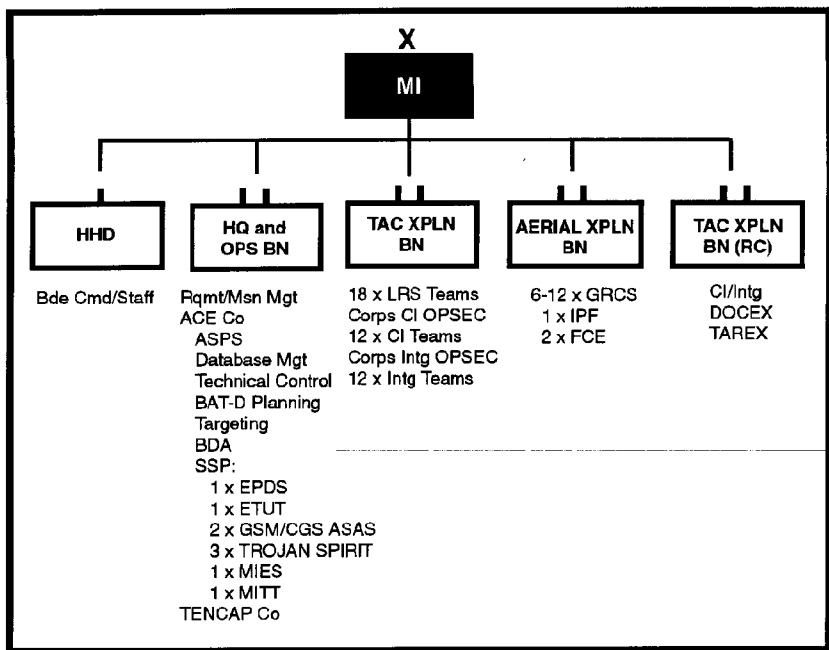 X
MI
HHD
Bde Cmd/Staff
HQ and
OPS BN
Rqmt/Msn Mgt
ACE Co
ASPS
Database Mgt
Technical Control
BAT-D Planning
Targeting
BDA
SSP:
1 x EPDS
1 x ETUT
2 x GSM/CGS ASAS
3 x TROJAN SPIRIT
1 x MIES
1 x MITT
TENCAP Co
TAC XPLN
BN
18 x LRS Teams
Corps CI OPSEC
12 x CI Teams
Corps Intg OPSEC
12 x Intg Teams
AERIAL XPLN
BN
6-12 x GRCS
1 x IPF
2 x FCE
TAC XPLN
BN (RC)
CI/Intg
DOCEX
TAREX